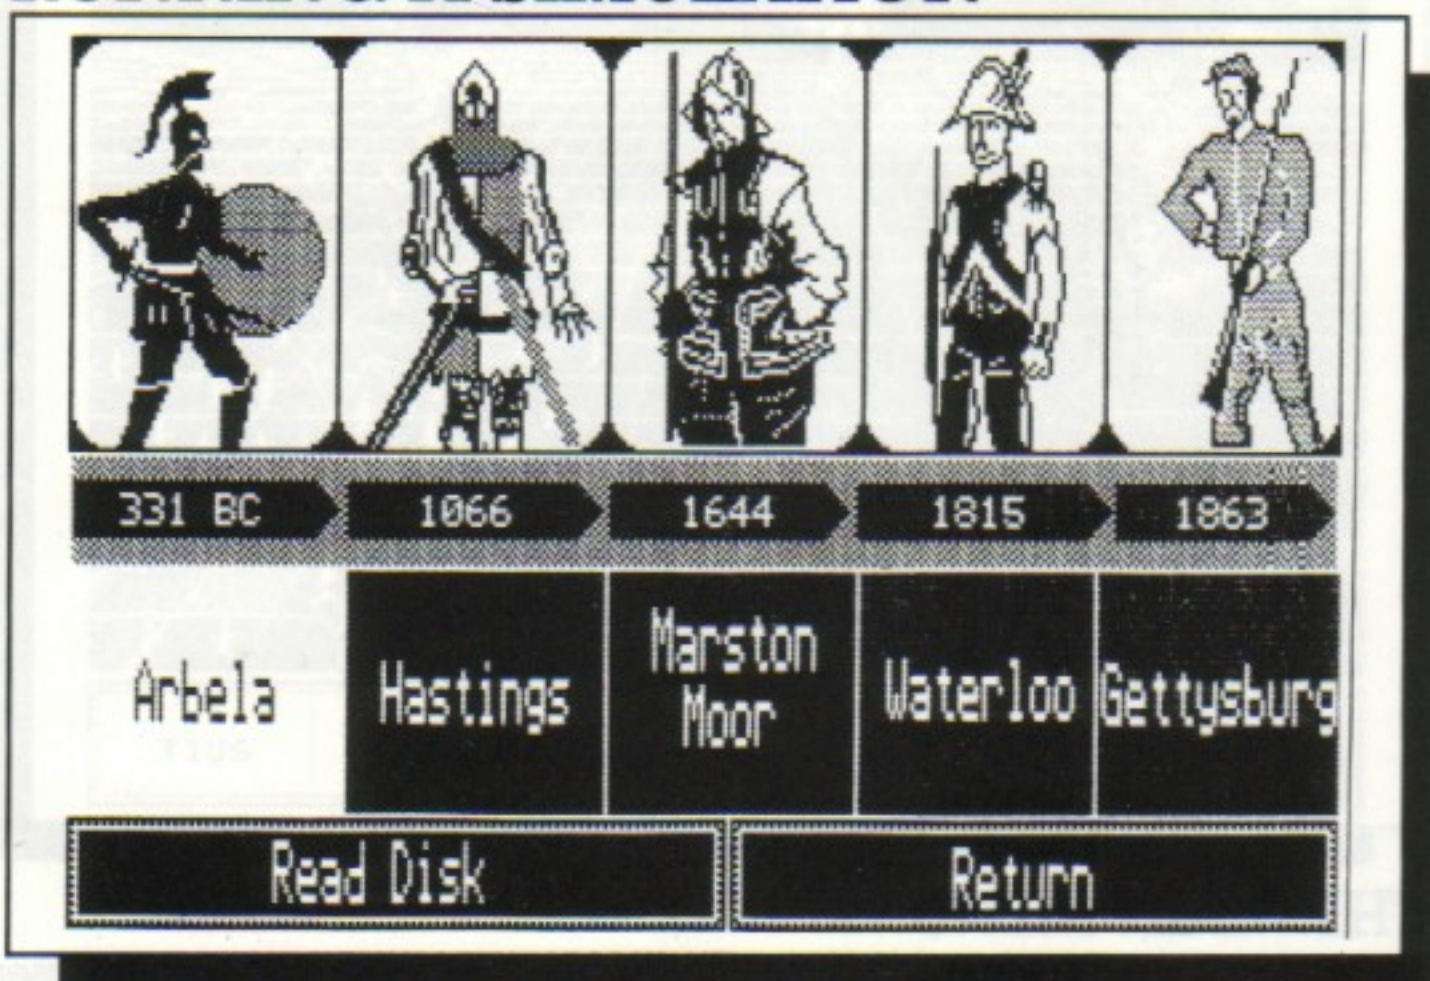 331 BC
1066
1644
1815
1863
Arbela
Hastings
Marston
Moor
Waterloo
Gettysburg
Read Disk
Return